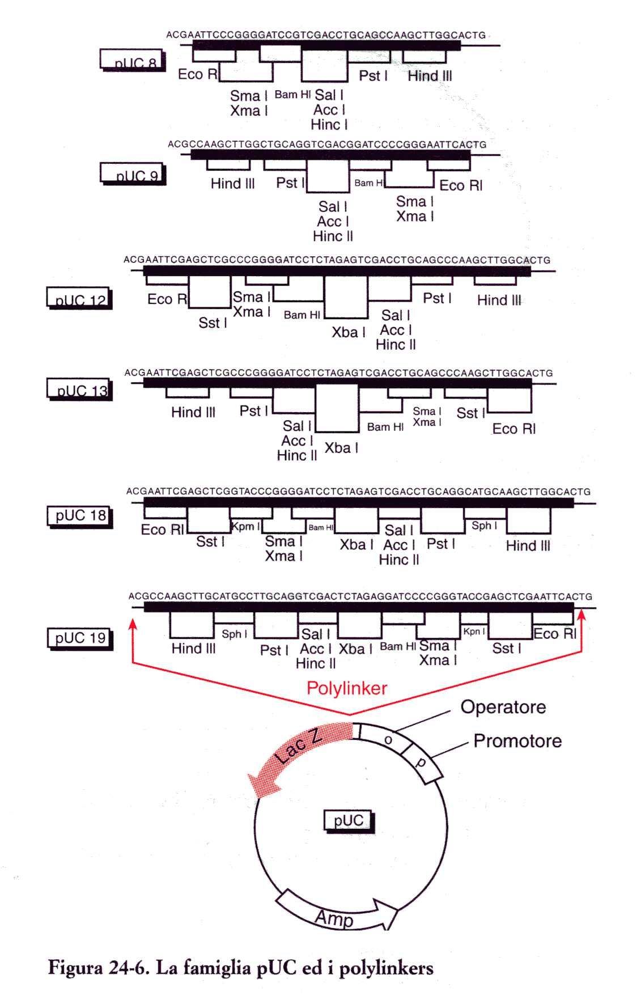 ACGAATTCCCGGGGATCCGTCGACCTGCAGCCAAGCTTGGCACTG
pUC 8
Eco R
Pst I
Hind III
Sma I
Bam HI
Sal I
Xma I
Acc I
Hinc I
ACGCCAAGCTTGGCTGCAGGTCGACGGATCCCCGGGAATTCACTG
pUC 9
Hind III
Pst I
Bam H
Eco RI
Sal I
Sma I
Acc I
Xma I
Hinc II
ACGAATTCGAGCTCGCCCGGGGATCCTCTAGAGTCGACCTGCAGCCCAAGCTTGGCACTG
pUC 12
Eco R
Sma I
Pst I
Hind III
Xma I
Bam HI
Sal I
Sst I
Xba I
Acc I
Hinc II
ACGAATTCGAGCTCGCCCGGGGATCCTCTAGAGTCGACCTGCAGCCCAAGCTTGGCACTG
pUC 13
Hind III
Pst I
Sma I
Sst I
Sal I
Bam HI
Xma I
Eco RI
Acc I
Xba I
Hinc II
ACGAATTCGAGCTCGGTACCCGGGGATCCTCTAGAGTCGACCTGCAGGCATGCAAGCTTGGCACTG
pUC 18
Eco RI
Kpm I
Bam HI
Sal I
Sph I
Sst I
Sma I
Xba I
Acc I
Pst I
Hind III
Xma I
Hinc II
ACGCCAAGCTTGCATGCCTTGCAGGTCGACTCTAGAGGATCCCCGGGTACCGAGCTCGAATTCACTG
pUC 19
Sph I
Sal I
Kpn I
Eco RI
Hind III
Pst I
Acc I
Xba I
Bam HI
Sma I
Sst I
Hinc II
Xma I
Polylinker
Operatore
Lac Z
o
Promotore
p
pUC
Amp
Figura 24-6. La famiglia pUC ed i polylinkers